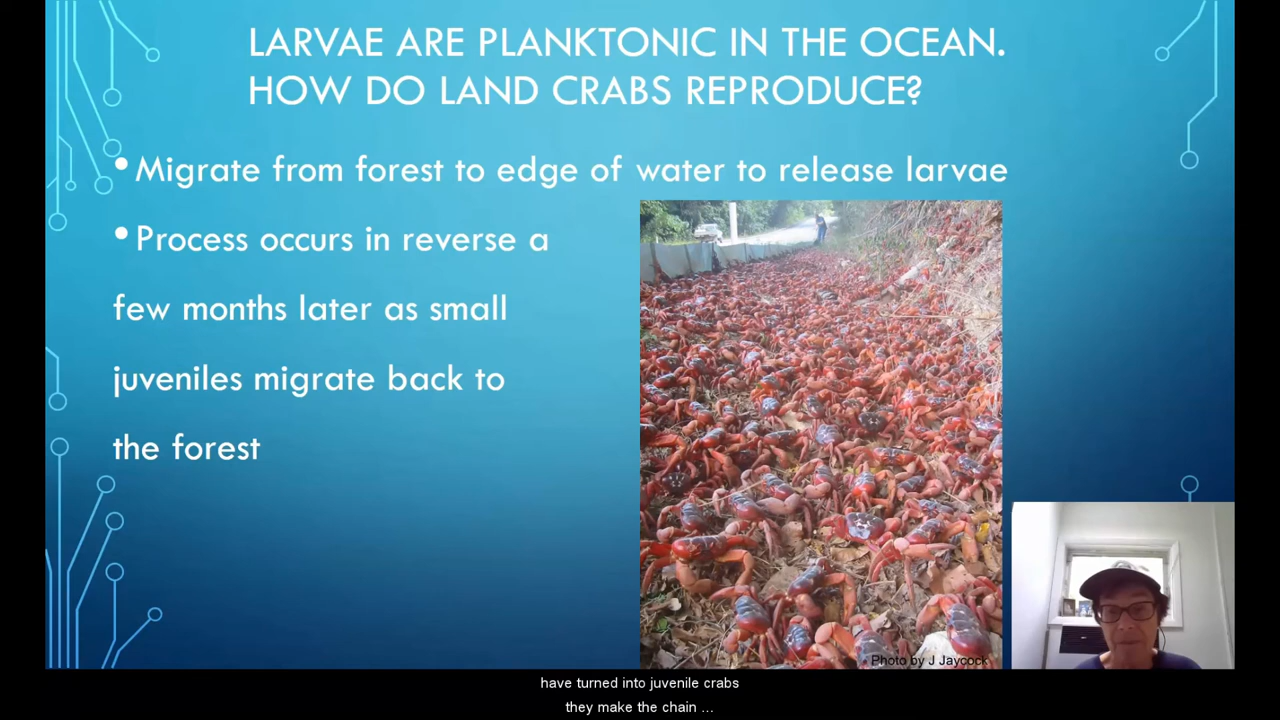 LARVAE ARE PLANKTONIC IN THE OCEAN.
HOW DO LAND CRABS REPRODUCE?
• Migrate from forest to edge of water to release larvae
• Process occurs in reverse a
few months later as small
juveniles migrate back to
the forest
Photo by J Jaycock
have turned into juvenile crabs
they make the chain ...